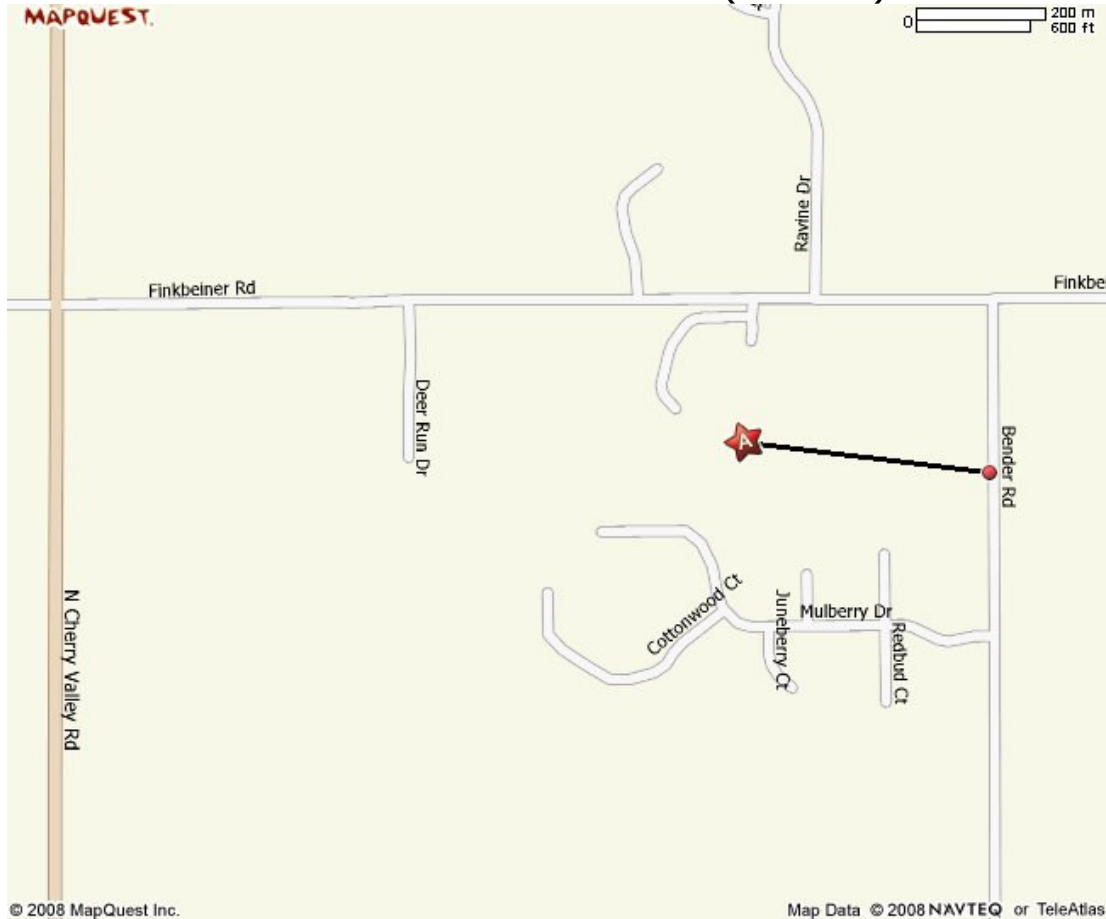 MAPQUEST.
0 200 m
600 ft
Ravine Dr
Finkbeiner Rd
Finkbe
Deer Run Dr
A
Bender Rd
N Cherry Valley Rd
Cottonwood Ct
Juneberry Ct
Mulberry Dr
Redbud Ct
© 2008 MapQuest Inc.
Map Data © 2008 NAVTEQ or TeleAtlas